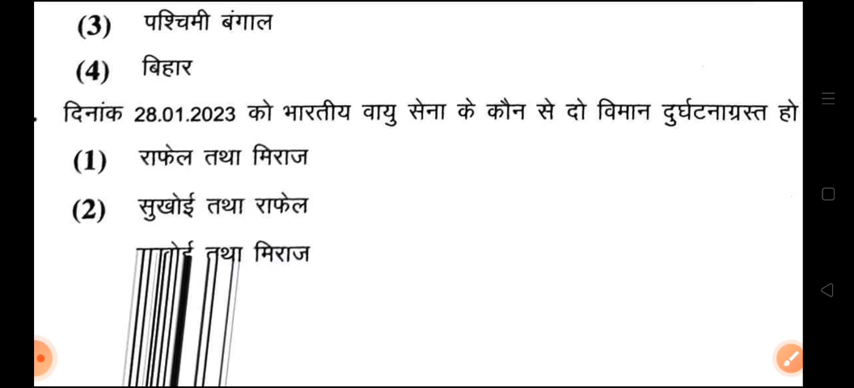 (3) पश्चिमी बंगाल
(4) बिहार
दिनांक 28.01.2023 को भारतीय वायु सेना के कौन से दो विमान दुर्घटनाग्रस्त हो
(1) राफेल तथा मिराज
(2) सुखोई तथा राफेल
तथा मिराज